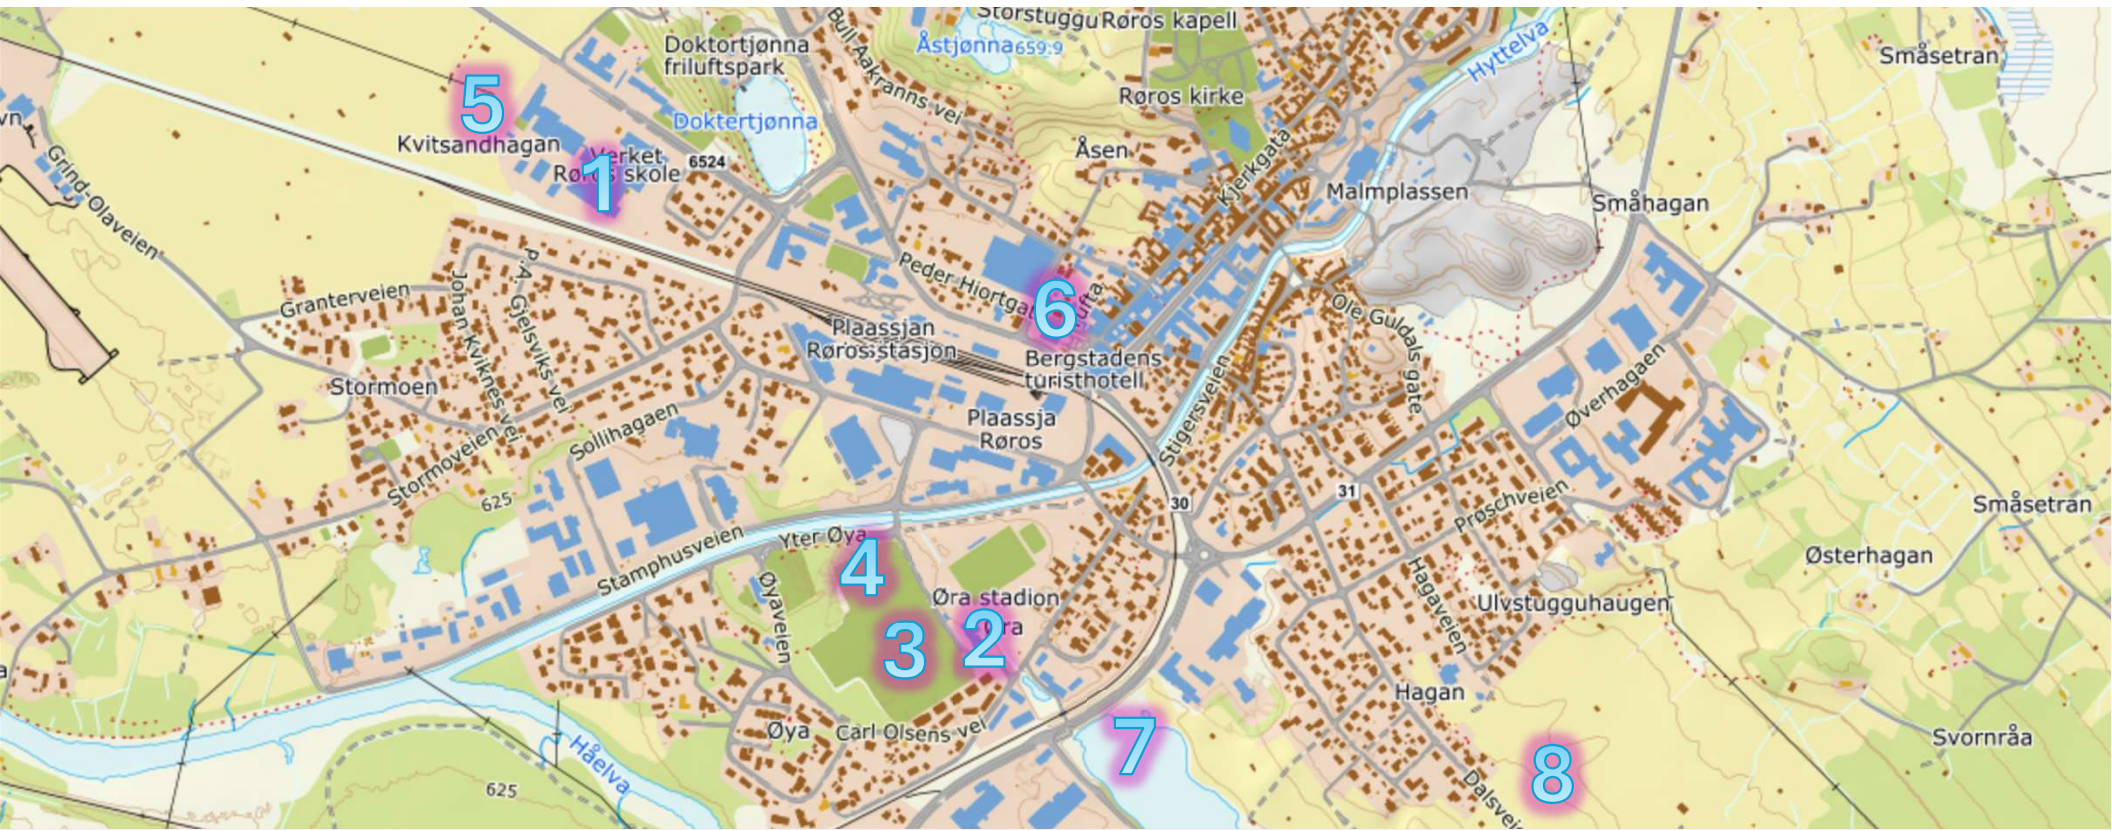 Storstuggu
Røros kapell
Hyttelva
Doktortjønna
friluftspark
Bull-Aakranns vei
Åstjønna 659.9
Småsetran
5
Røros kirke
Doktertjønna
Kvitsandhagan
Verket
Røros skole
1
6524
Åsen
Kjerkgata
Malmplassen
Småhagan
Grind-Olaveien
P.A. Gjelsviks vei
Johan Kviknes vei
Granterveien
Peder Hiortgata
6
Ole Guldals gate
Plaassjan
Røros stasjon
Bergstadens
turisthotell
Stormoen
Stigersveien
Øverhagaen
Sollihagaen
Plaassja
Røros
Stormoveien
625
31
30
Prøschveien
Småsetran
Yter Øya
Stamphusveien
4
Østerhagan
Øyaveien
Øra stadion
Øra
2
3
Hagaveien
Ulvstugguhaugen
Hagan
Øya
Carl Olsens vei
7
Svornråa
Håelva
8
625